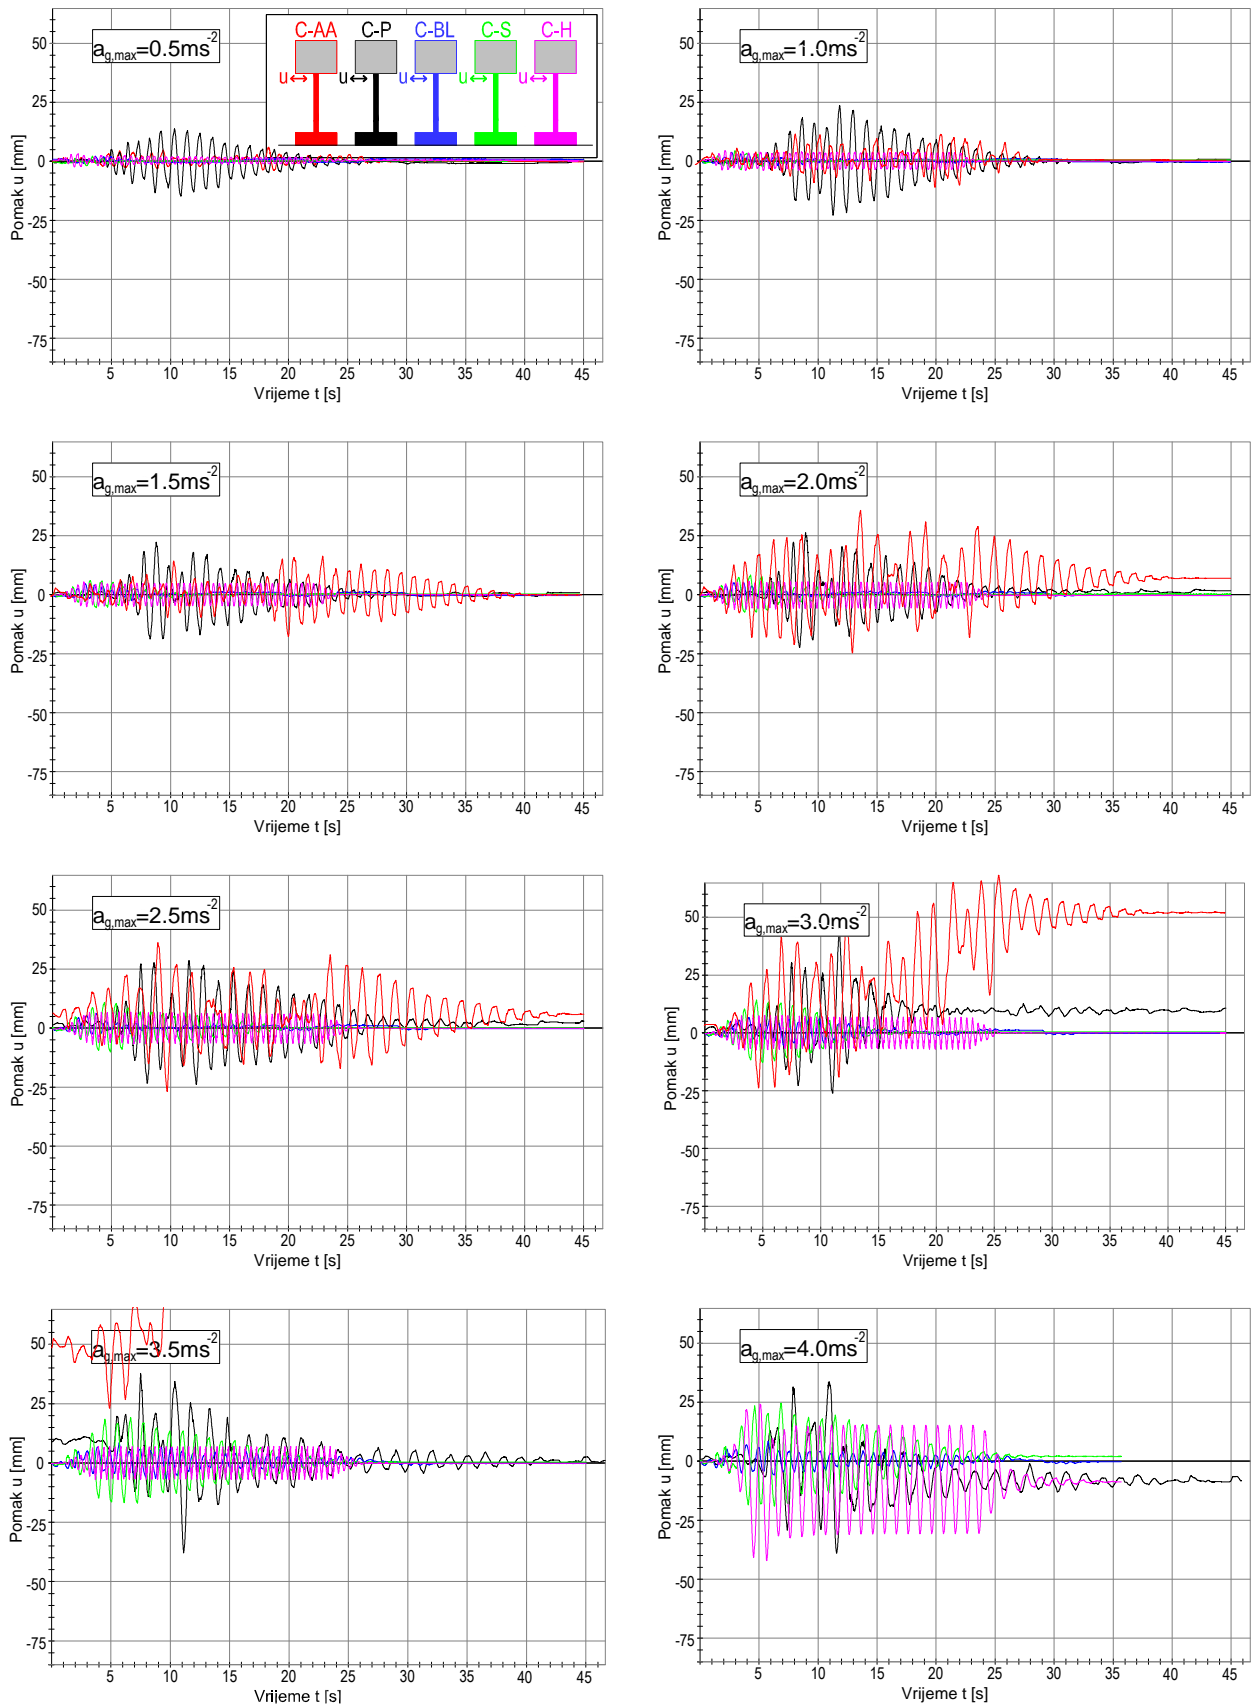 a_g,max=0.5ms^-2
C-AA C-P C-BL C-S C-H
u u u u u
Pomak u [mm]
50
25
0
-25
-50
-75
5 10 15 20 25 30 35 40 45
Vrijeme t [s]
a_g,max=1.0ms^-2
Pomak u [mm]
50
25
0
-25
-50
-75
5 10 15 20 25 30 35 40 45
Vrijeme t [s]
a_g,max=1.5ms^-2
Pomak u [mm]
50
25
0
-25
-50
-75
5 10 15 20 25 30 35 40 45
Vrijeme t [s]
a_g,max=2.0ms^-2
Pomak u [mm]
50
25
0
-25
-50
-75
5 10 15 20 25 30 35 40 45
Vrijeme t [s]
a_g,max=2.5ms^-2
Pomak u [mm]
50
25
0
-25
-50
-75
5 10 15 20 25 30 35 40 45
Vrijeme t [s]
a_g,max=3.0ms^-2
Pomak u [mm]
50
25
0
-25
-50
-75
5 10 15 20 25 30 35 40 45
Vrijeme t [s]
a_g,max=3.5ms^-2
Pomak u [mm]
50
25
0
-25
-50
-75
5 10 15 20 25 30 35 40 45
Vrijeme t [s]
a_g,max=4.0ms^-2
Pomak u [mm]
50
25
0
-25
-50
-75
5 10 15 20 25 30 35 40 45
Vrijeme t [s]